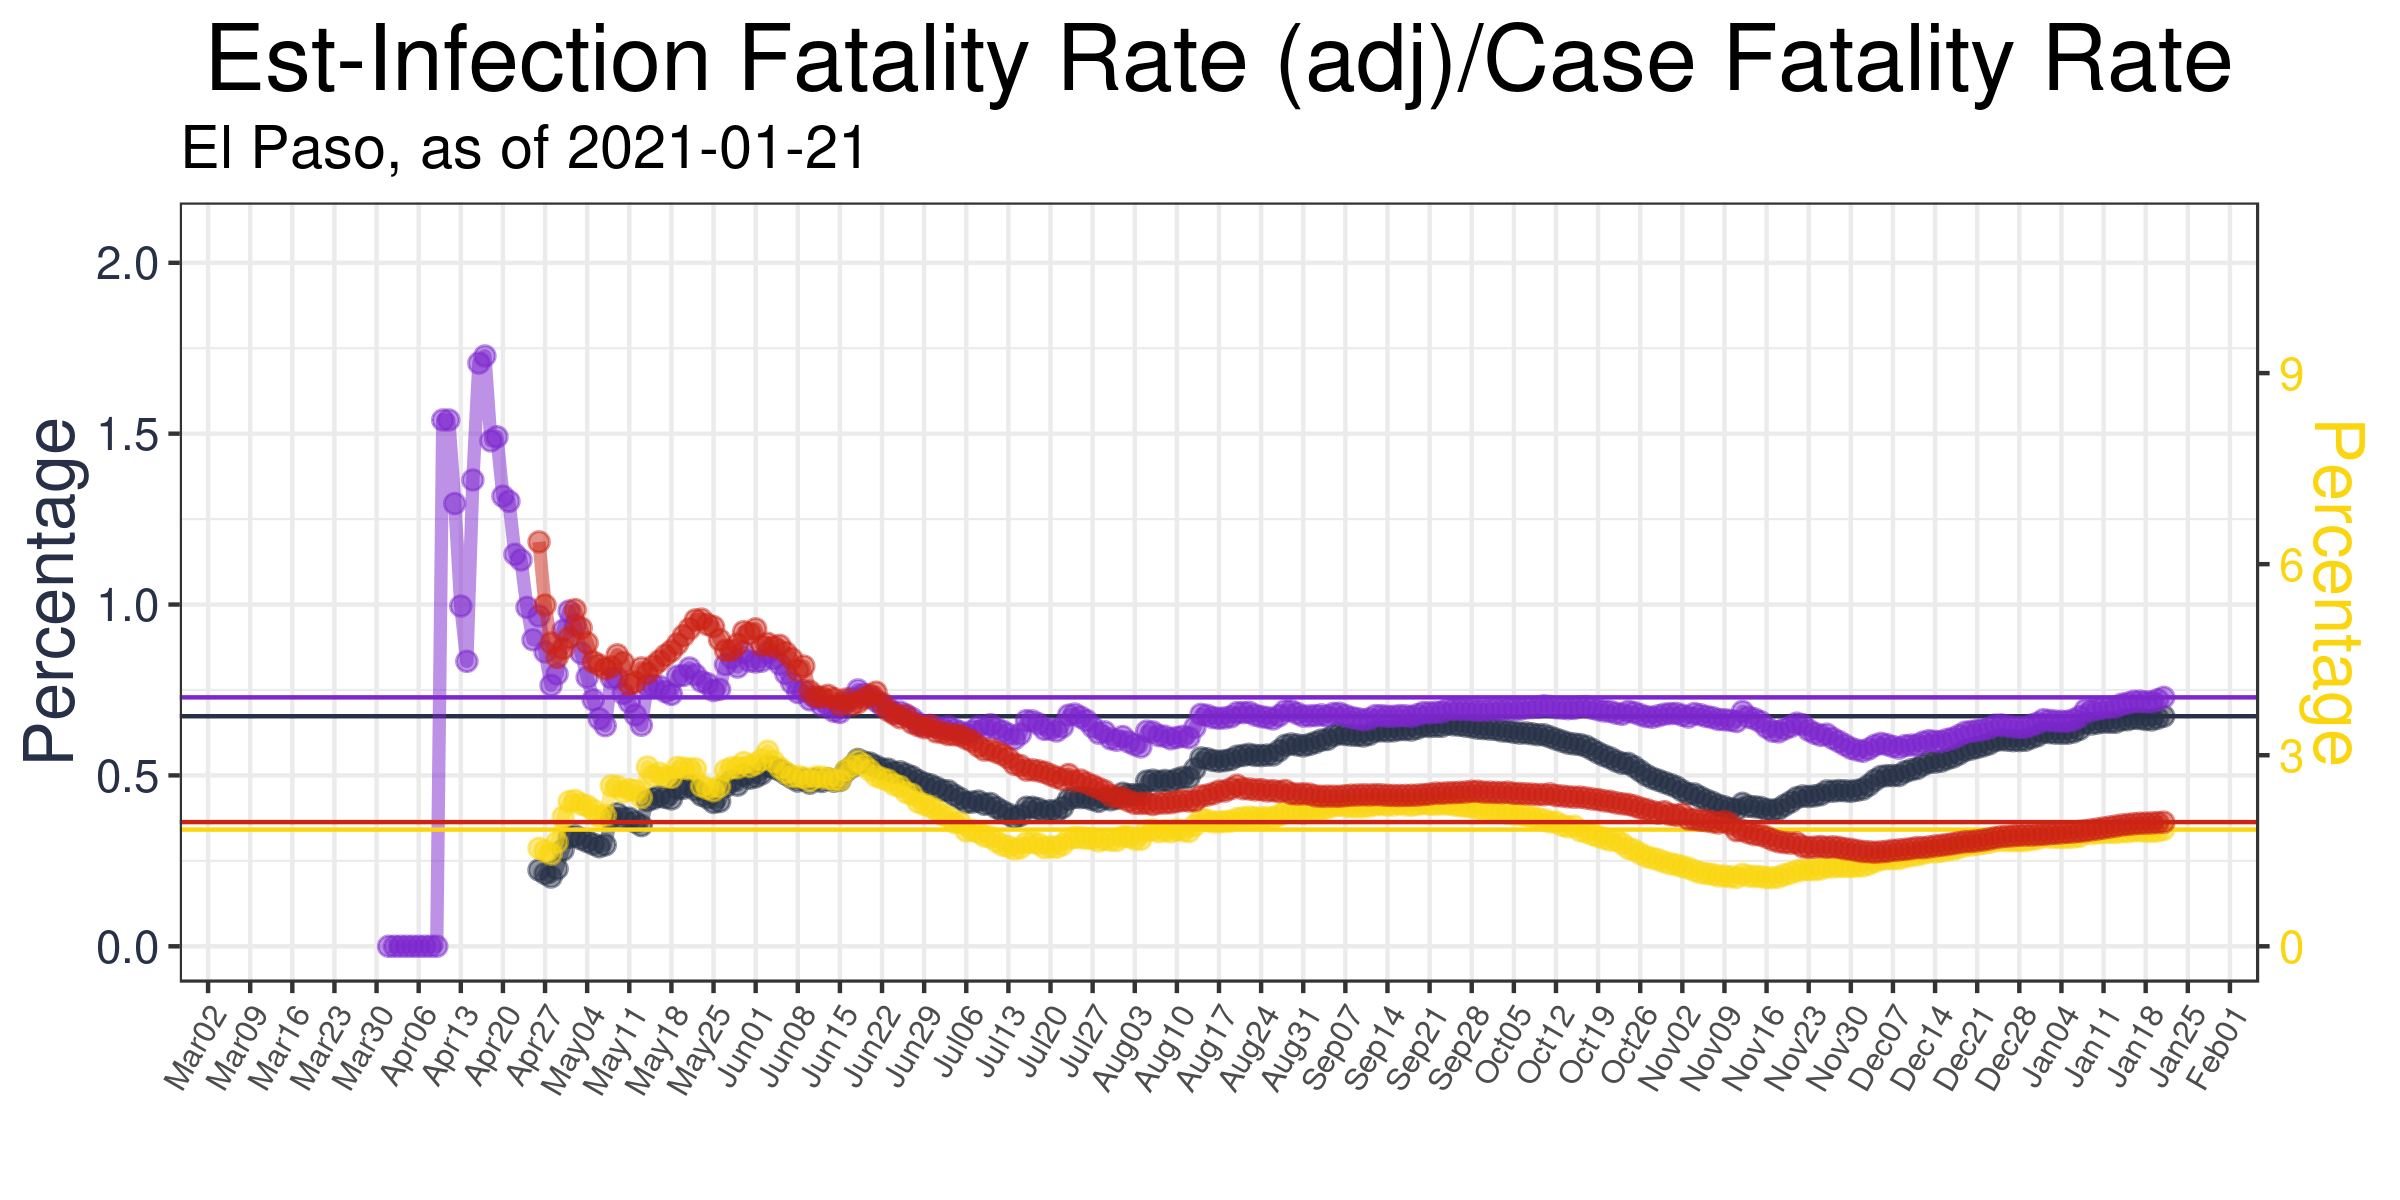 Est-Infection Fatality Rate (adj)/Case Fatality Rate
El Paso, as of 2021-01-21
Percentage
2.0
1.5
1.0
0.5
0.0
9
6
3
0
Percentage
Mar02 Mar09 Mar16 Mar23 Mar30 Apr06 Apr13 Apr20 Apr27 May04 May11 May18 May25 Jun01 Jun08 Jun15 Jun22 Jun29 Jul06 Jul13 Jul20 Jul27 Aug03 Aug10 Aug17 Aug24 Aug31 Sep07 Sep14 Sep21 Sep28 Oct05 Oct12 Oct19 Oct26 Nov02 Nov09 Nov16 Nov23 Nov30 Dec07 Dec14 Dec21 Dec28 Jan04 Jan11 Jan18 Jan25 Feb01